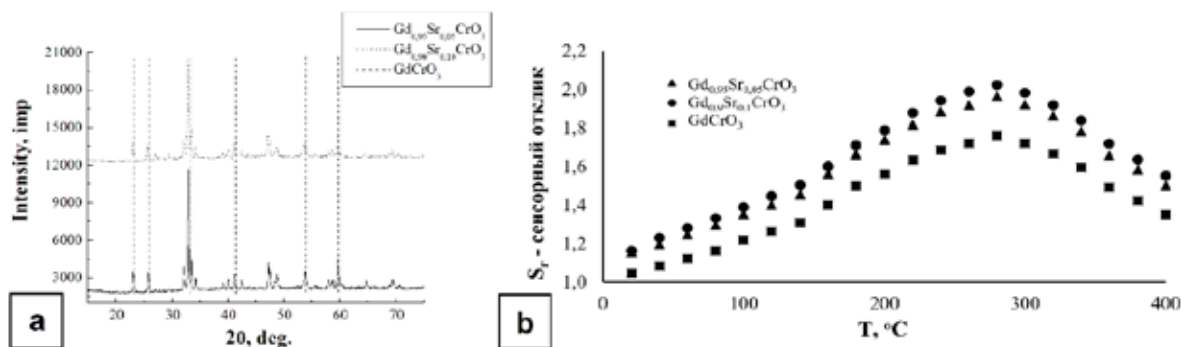 Gd0,95Sr0,05CrO3
Gd0,90Sr0,10CrO3
GdCrO3
21000
18000
15000
12000
9000
6000
3000
Intensity, imp
20 30 40 50 60 70
2θ, deg.
a
2,2
2,0
1,8
1,6
1,4
1,2
1,0
Sr - сенсорный отклик
Gd0,95Sr0,05CrO3
Gd0,9Sr0,1CrO3
GdCrO3
0 100 200 300 400
T, °C
b